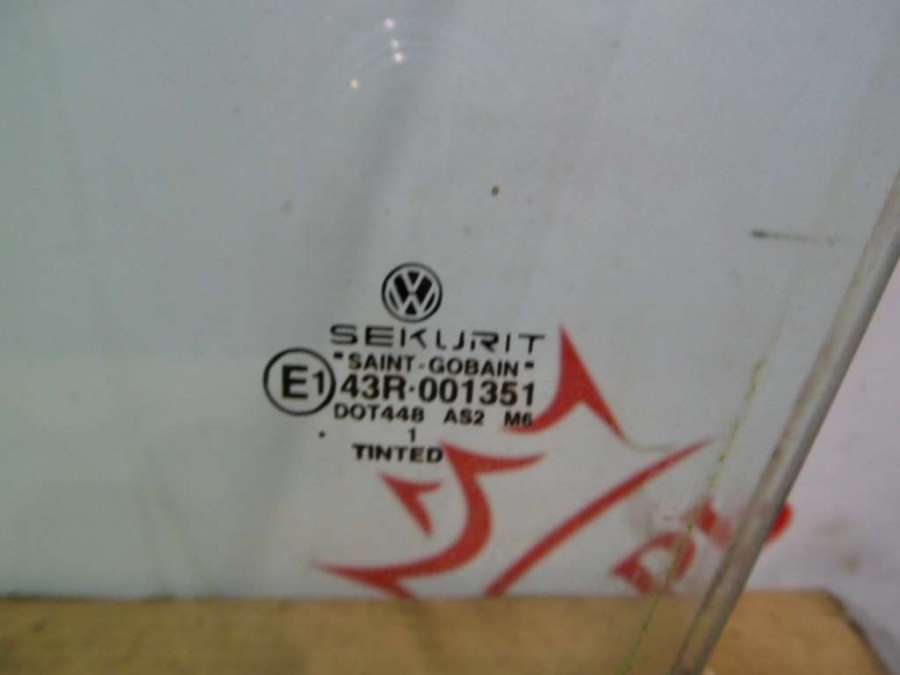 SEKURIT
"SAINT-GOBAIN"
E1 43R-001351
DOT448 AS2 M6
1
TINTED